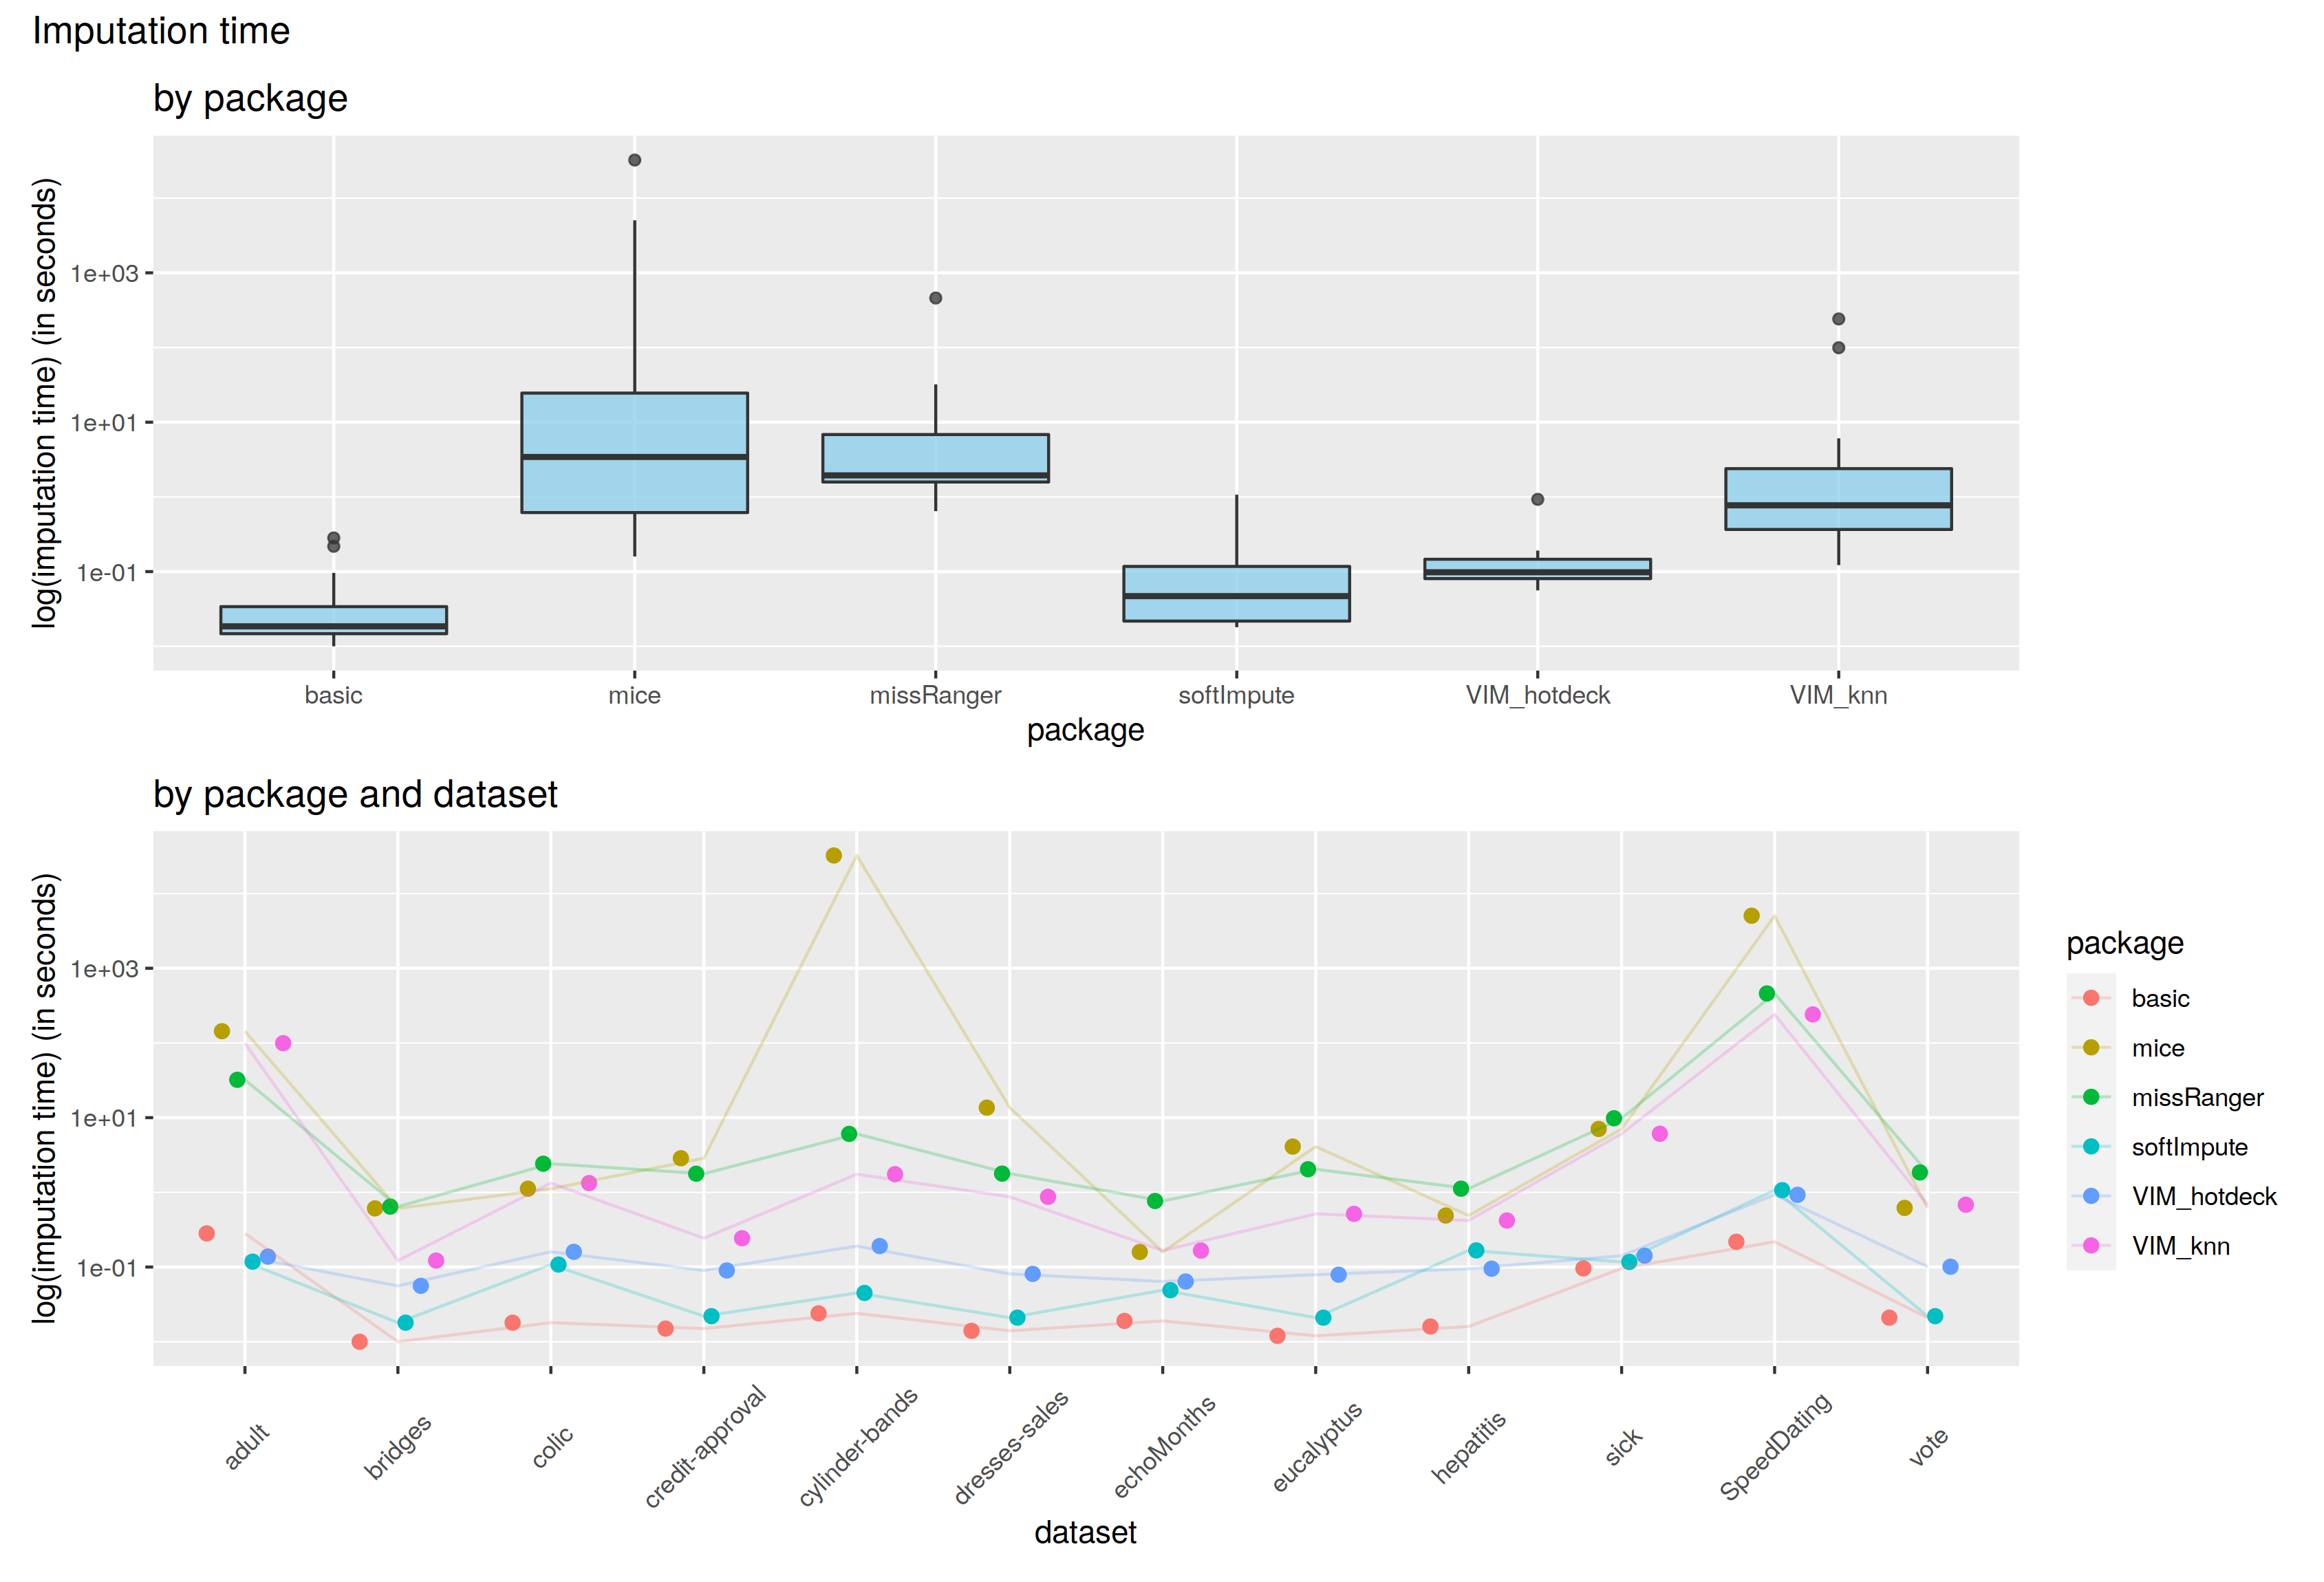 Imputation time
by package
log(imputation time) (in seconds)
1e+03
1e+01
1e-01
basic mice missRanger softImpute VIM_hotdeck VIM_knn
package
by package and dataset
log(imputation time) (in seconds)
1e+03
1e+01
1e-01
adult bridges colic credit-approval cylinder-bands dresses-sales echoMonths eucalyptus hepatitis sick SpeedDating vote
dataset
package
basic
mice
missRanger
softImpute
VIM_hotdeck
VIM_knn